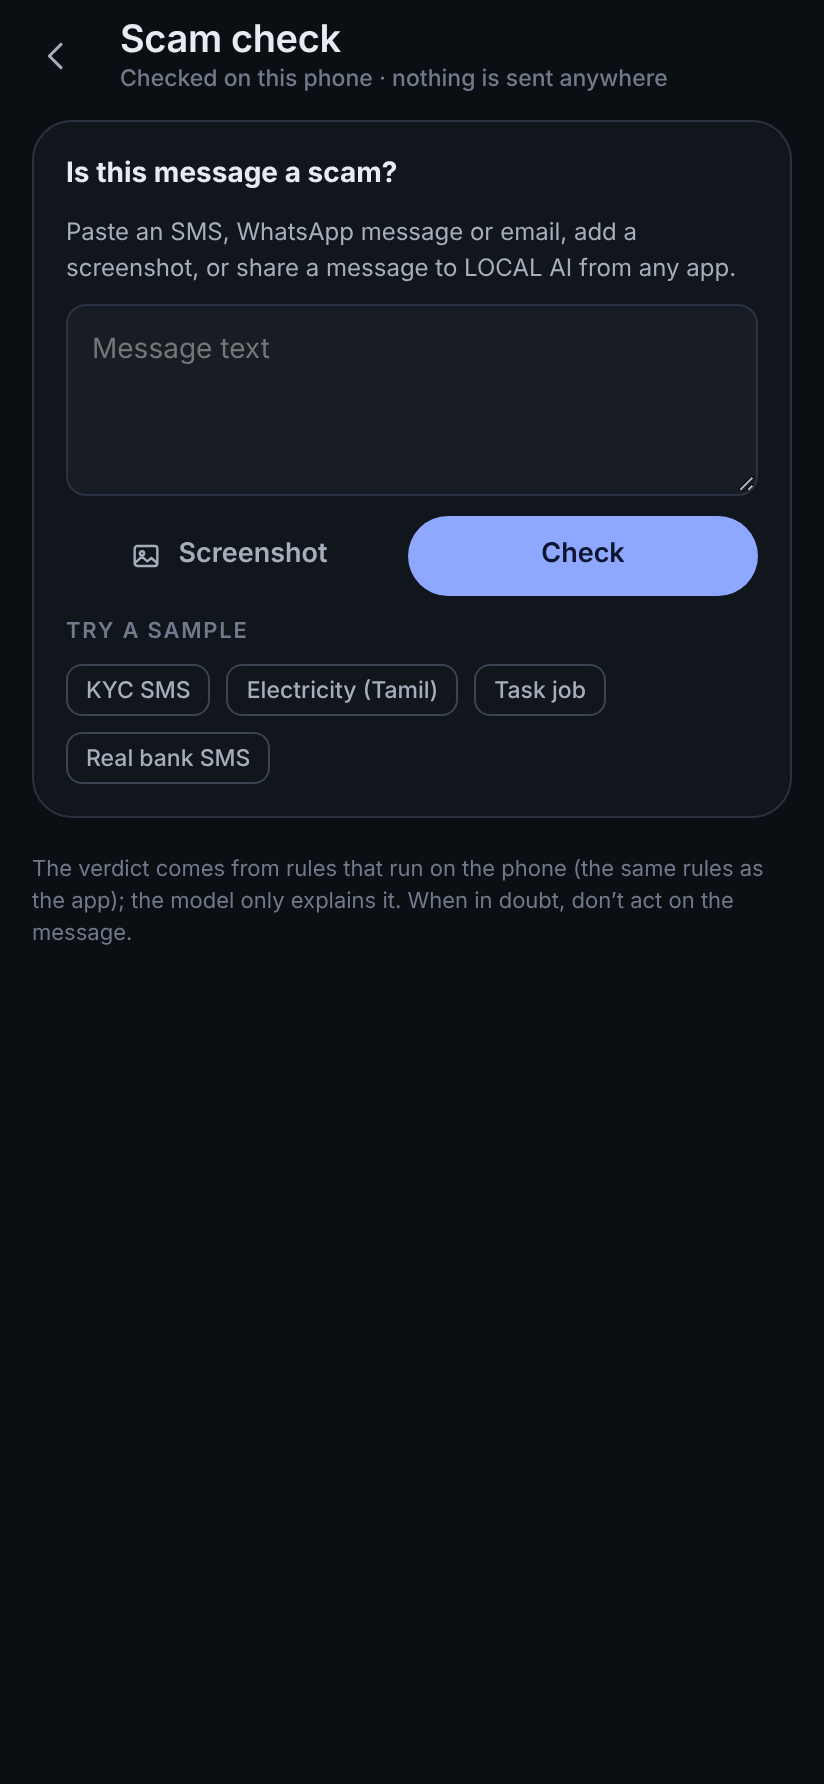 Scam check
Checked on this phone · nothing is sent anywhere
Is this message a scam?
Paste an SMS, WhatsApp message or email, add a
screenshot, or share a message to LOCAL AI from any app.
Message text
Screenshot
Check
TRY A SAMPLE
KYC SMS
Electricity (Tamil)
Task job
Real bank SMS
The verdict comes from rules that run on the phone (the same rules as
the app); the model only explains it. When in doubt, don’t act on the
message.